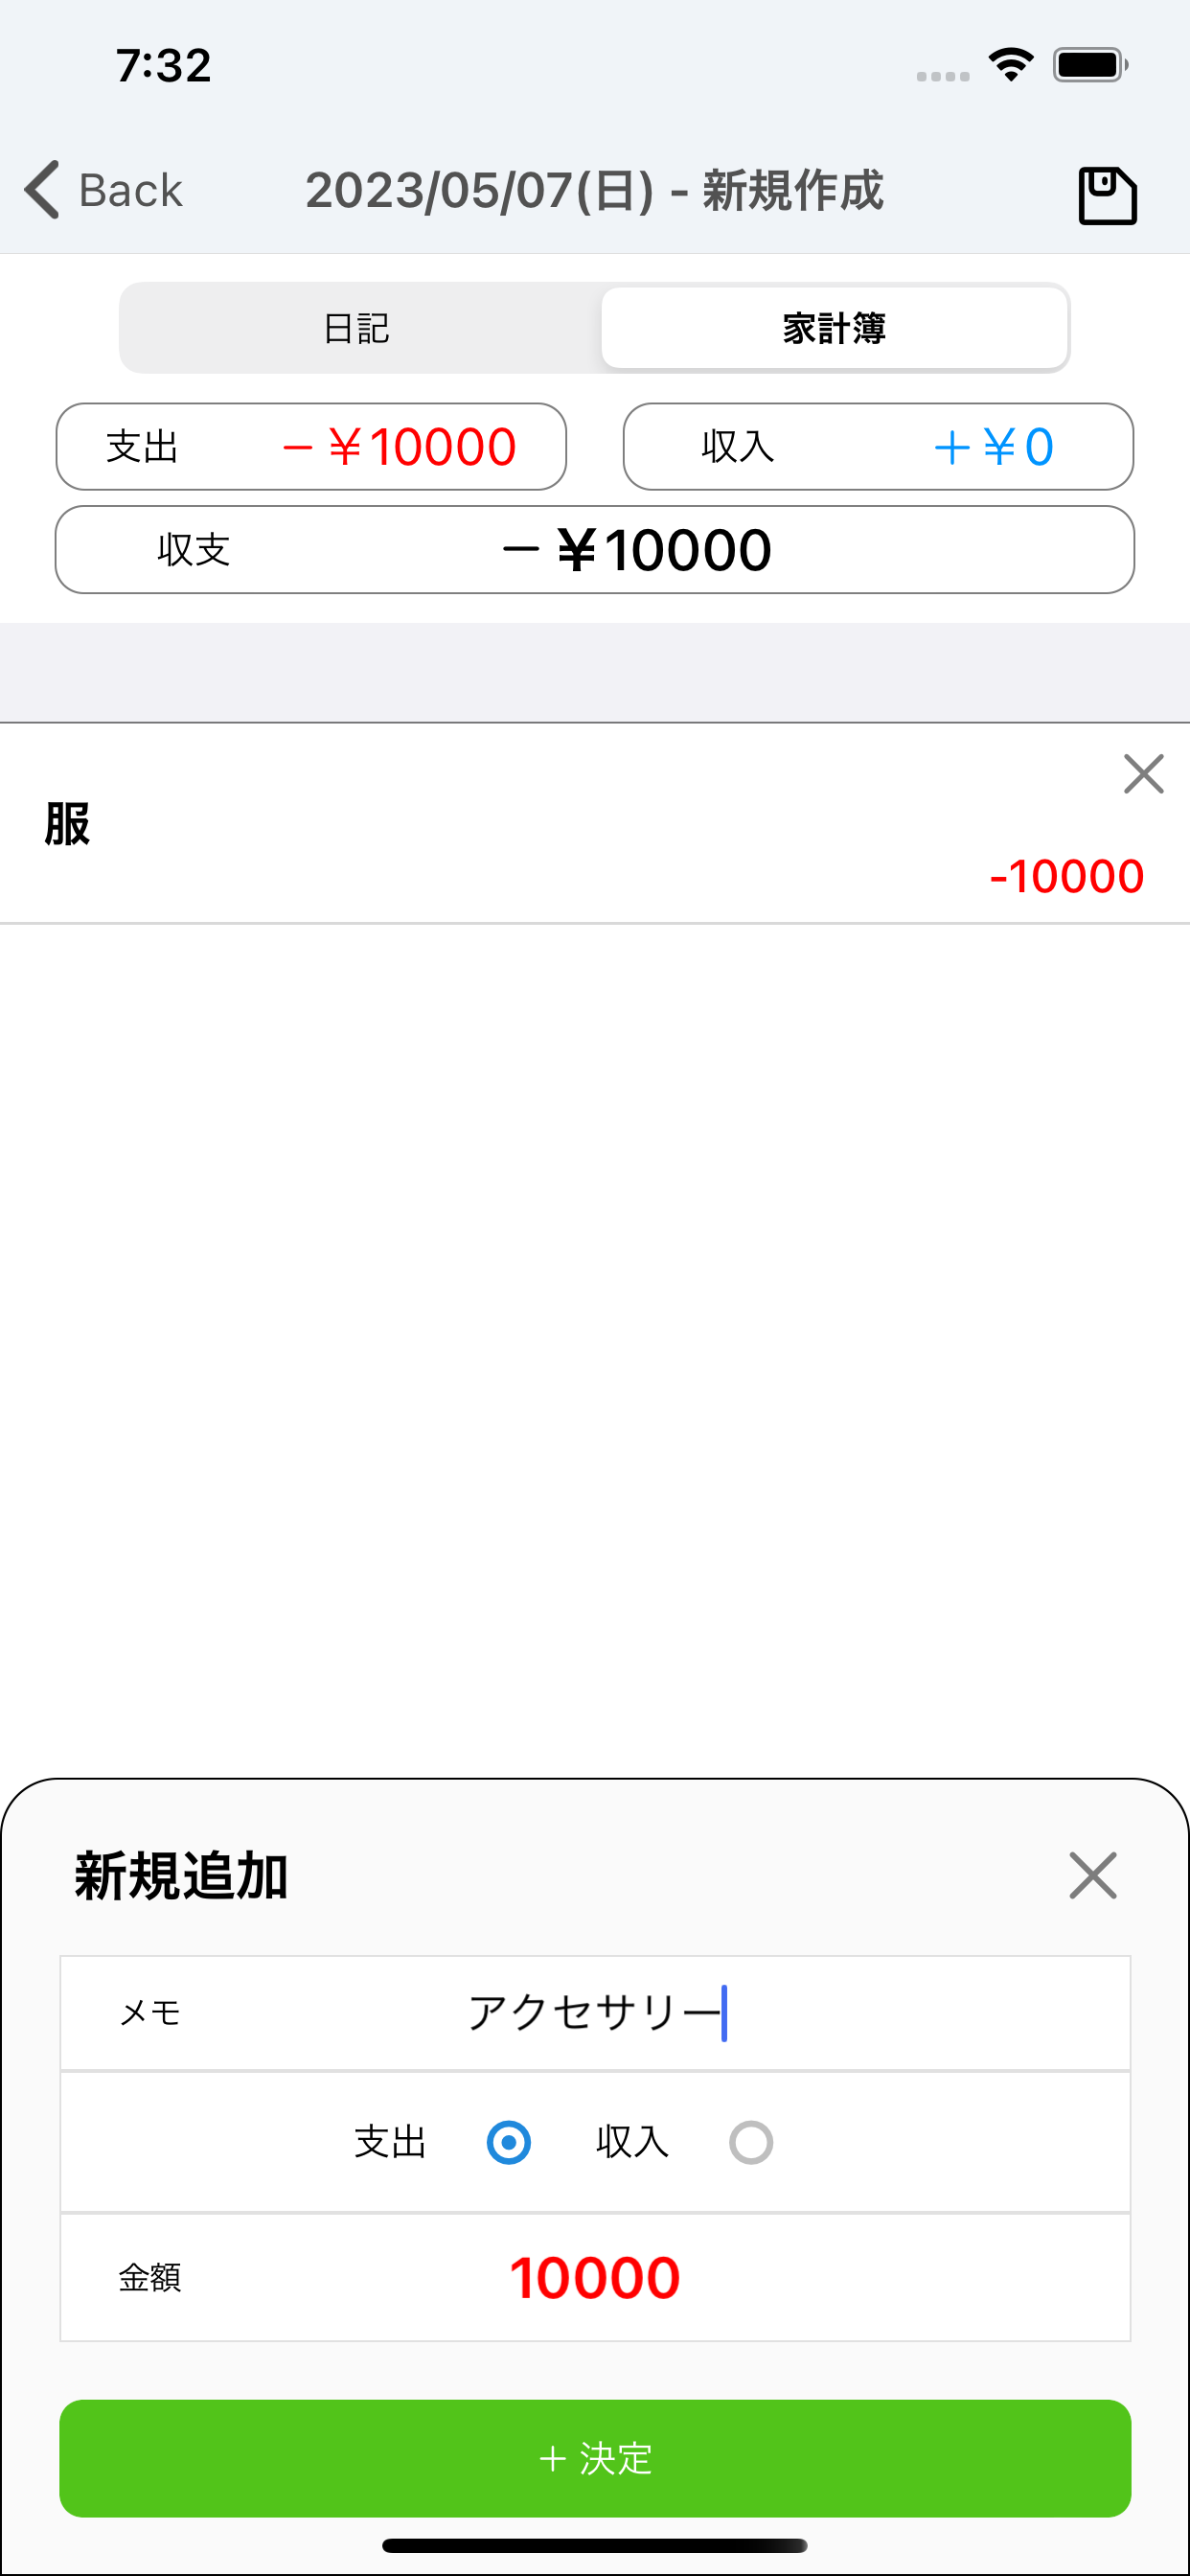 7:32
Back
2023/05/07(日) - 新規作成
日記
家計簿
支出
－￥10000
収入
＋￥0
収支
－￥10000
服
-10000
新規追加
メモ
アクセサリー
支出
収入
金額
10000
＋ 決定